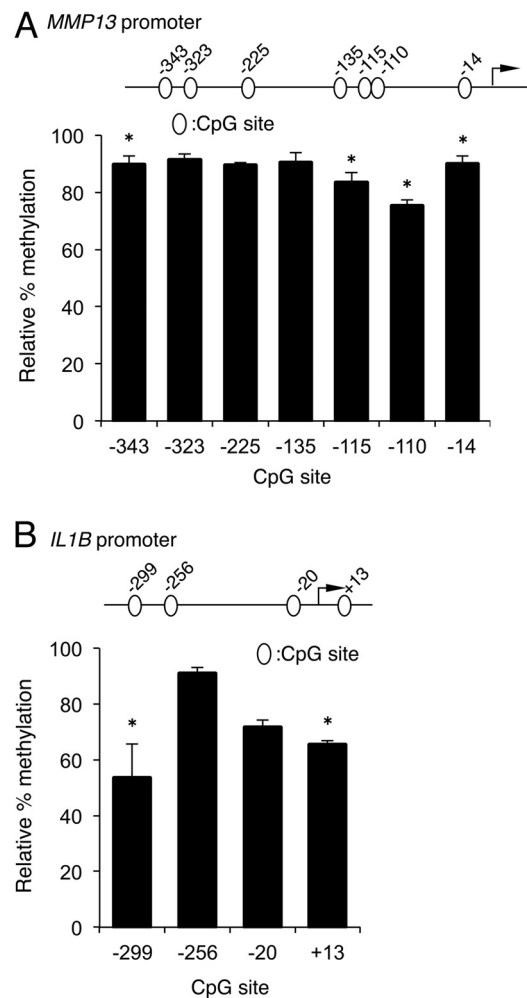 A MMP13 promoter
-343 -323 -225 -135 -115 -110 -14
:CpG site
100
80
60
40
20
0
Relative % methylation
* * * *
-343 -323 -225 -135 -115 -110 -14
CpG site
B IL1B promoter
-299 -256 -20 +13
:CpG site
100
80
60
40
20
0
Relative % methylation
* *
-299 -256 -20 +13
CpG site